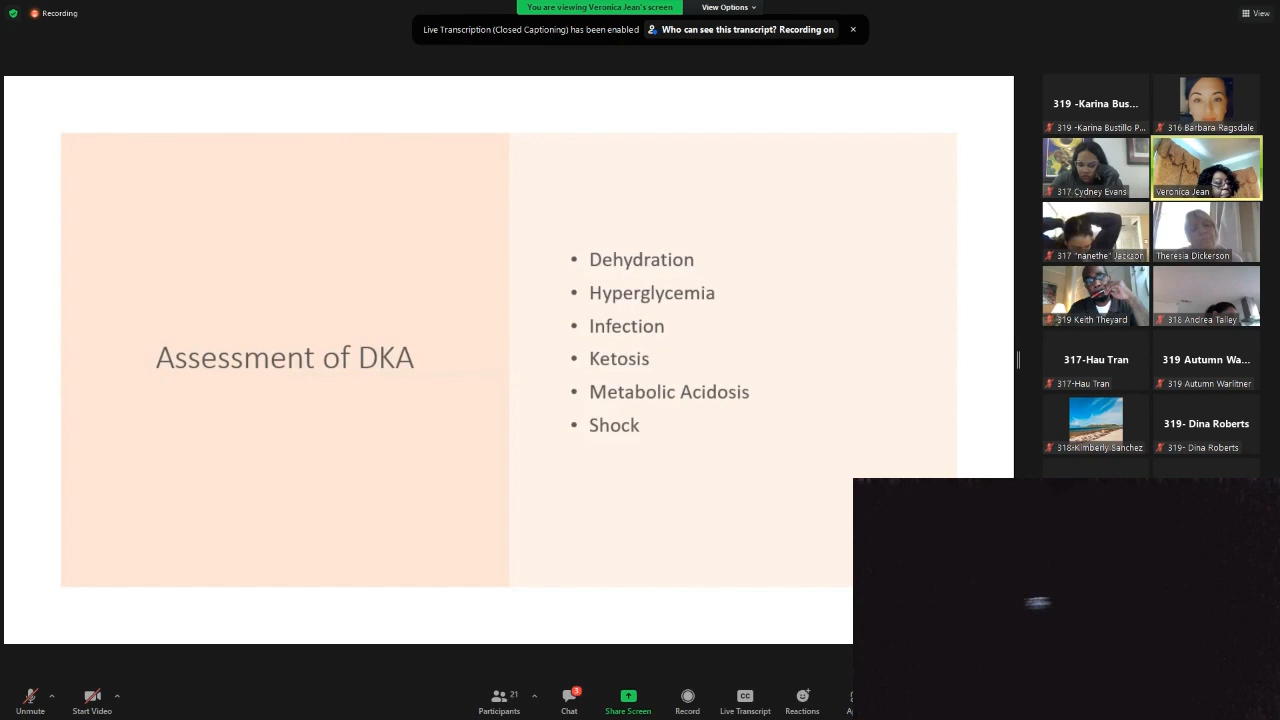 Recording
You are viewing Veronica Jean's screen
View Options
View
Live Transcription (Closed Captioning) has been enabled
Who can see this transcript? Recording on
Assessment of DKA
• Dehydration
• Hyperglycemia
• Infection
• Ketosis
• Metabolic Acidosis
• Shock
319 -Karina Bus...
319 -Karina Bustillo P...
316 Barbara Ragsdale
317 Cydney Evans
Veronica Jean
317 "nanethe" Jackson
Theresia Dickerson
319 Keith Theyard
318 Andrea Talley
317-Hau Tran
317-Hau Tran
319 Autumn Wa...
319 Autumn Warlitner
318-Kimberly Sanchez
319- Dina Roberts
319- Dina Roberts
Unmute
Start Video
21
Participants
3
Chat
Share Screen
Record
CC
Live Transcript
Reactions